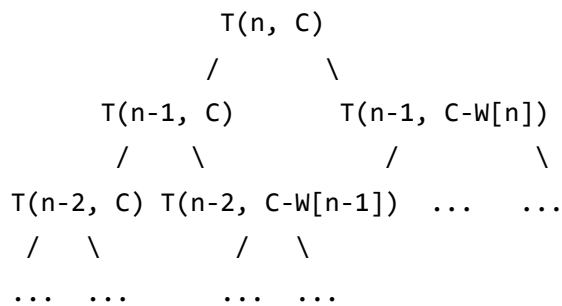 T(n, C)
/ \
T(n-1, C) T(n-1, C-W[n])
/ \ / \
T(n-2, C) T(n-2, C-W[n-1]) ... ...
/ \ / \
... ... ... ...